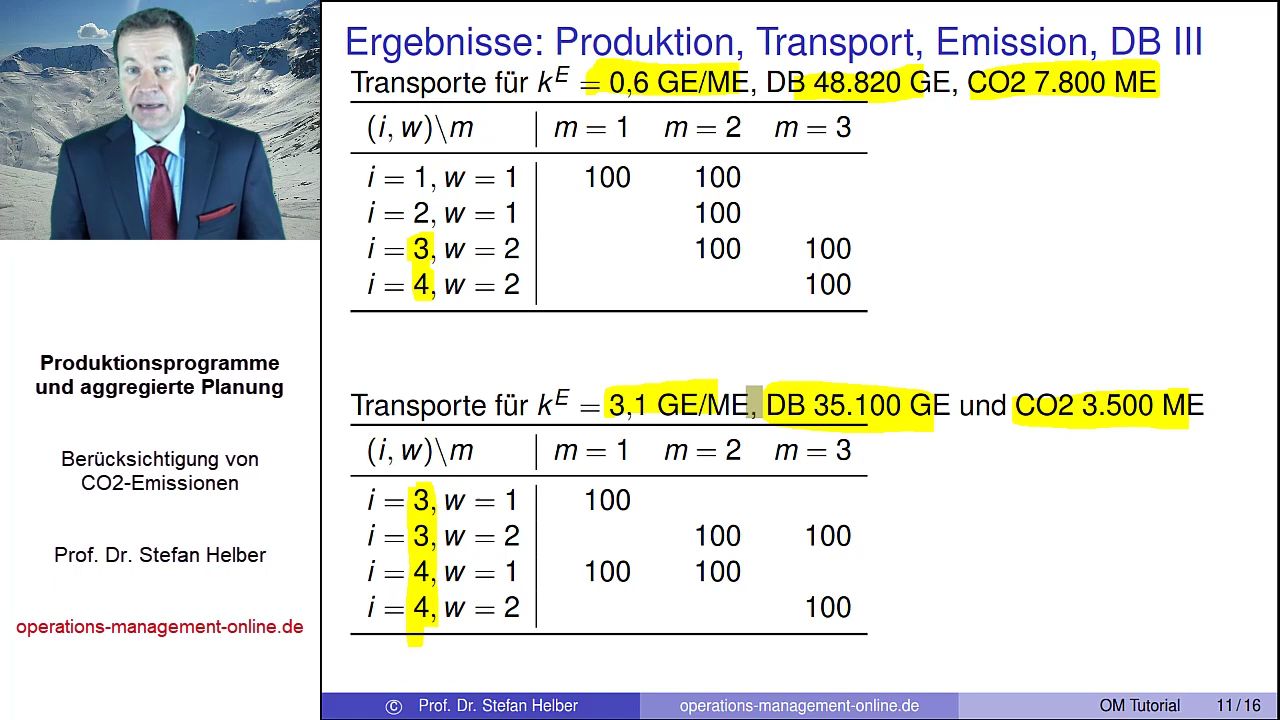 Ergebnisse: Produktion, Transport, Emission, DB III
Transporte für k^E = 0,6 GE/ME, DB 48.820 GE, CO2 7.800 ME
(i, w)\m | m = 1 m = 2 m = 3
i = 1, w = 1 100 100
i = 2, w = 1 100
i = 3, w = 2 100 100
i = 4, w = 2 100
Transporte für k^E = 3,1 GE/ME, DB 35.100 GE und CO2 3.500 ME
(i, w)\m | m = 1 m = 2 m = 3
i = 3, w = 1 100
i = 3, w = 2 100 100
i = 4, w = 1 100 100
i = 4, w = 2 100
Produktionsprogramme
und aggregierte Planung
Berücksichtigung von
CO2-Emissionen
Prof. Dr. Stefan Helber
operations-management-online.de
© Prof. Dr. Stefan Helber operations-management-online.de OM Tutorial 11 / 16